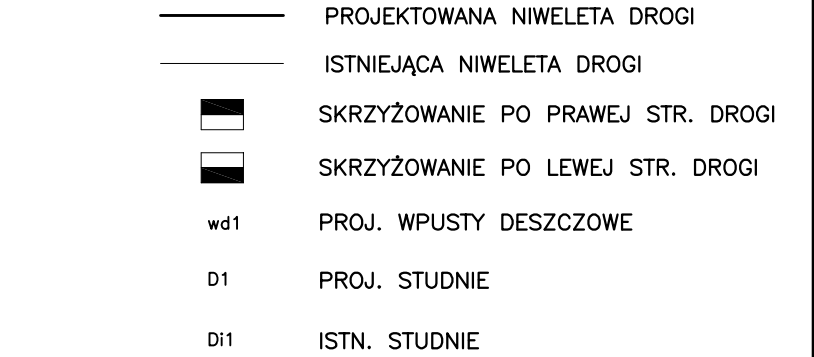 PROJEKTOWANA NIWELETA DROGI
ISTNIEJĄCA NIWELETA DROGI
SKRZYŻOWANIE PO PRAWEJ STR. DROGI
SKRZYŻOWANIE PO LEWEJ STR. DROGI
wd1 PROJ. WPUSTY DESZCZOWE
D1 PROJ. STUDNIE
Di1 ISTN. STUDNIE